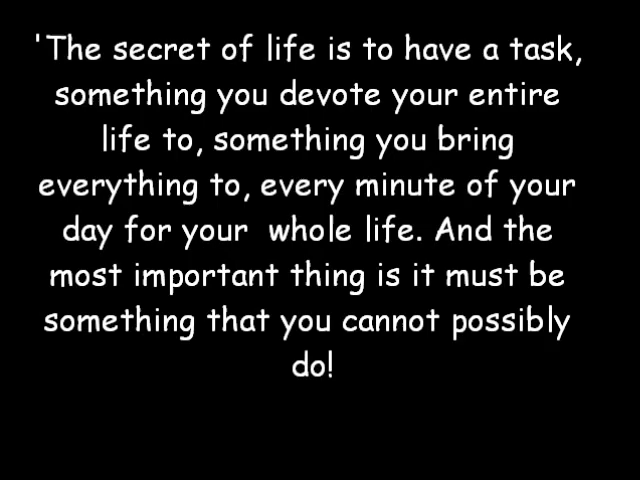 'The secret of life is to have a task,
something you devote your entire
life to, something you bring
everything to, every minute of your
day for your  whole life. And the
most important thing is it must be
something that you cannot possibly
do!